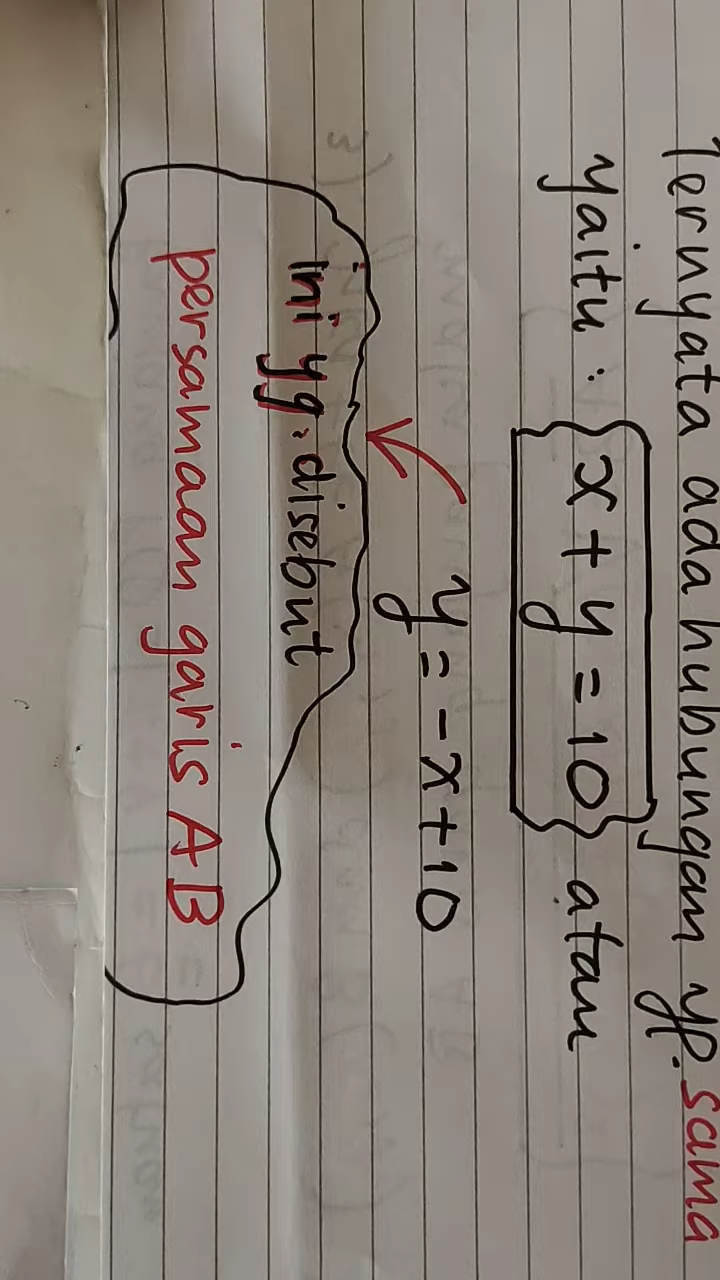 Ternyata ada hubungan yg. sama
yaitu : {x + y = 10} atau
y = -x + 10
ini yg. disebut
persamaan garis AB